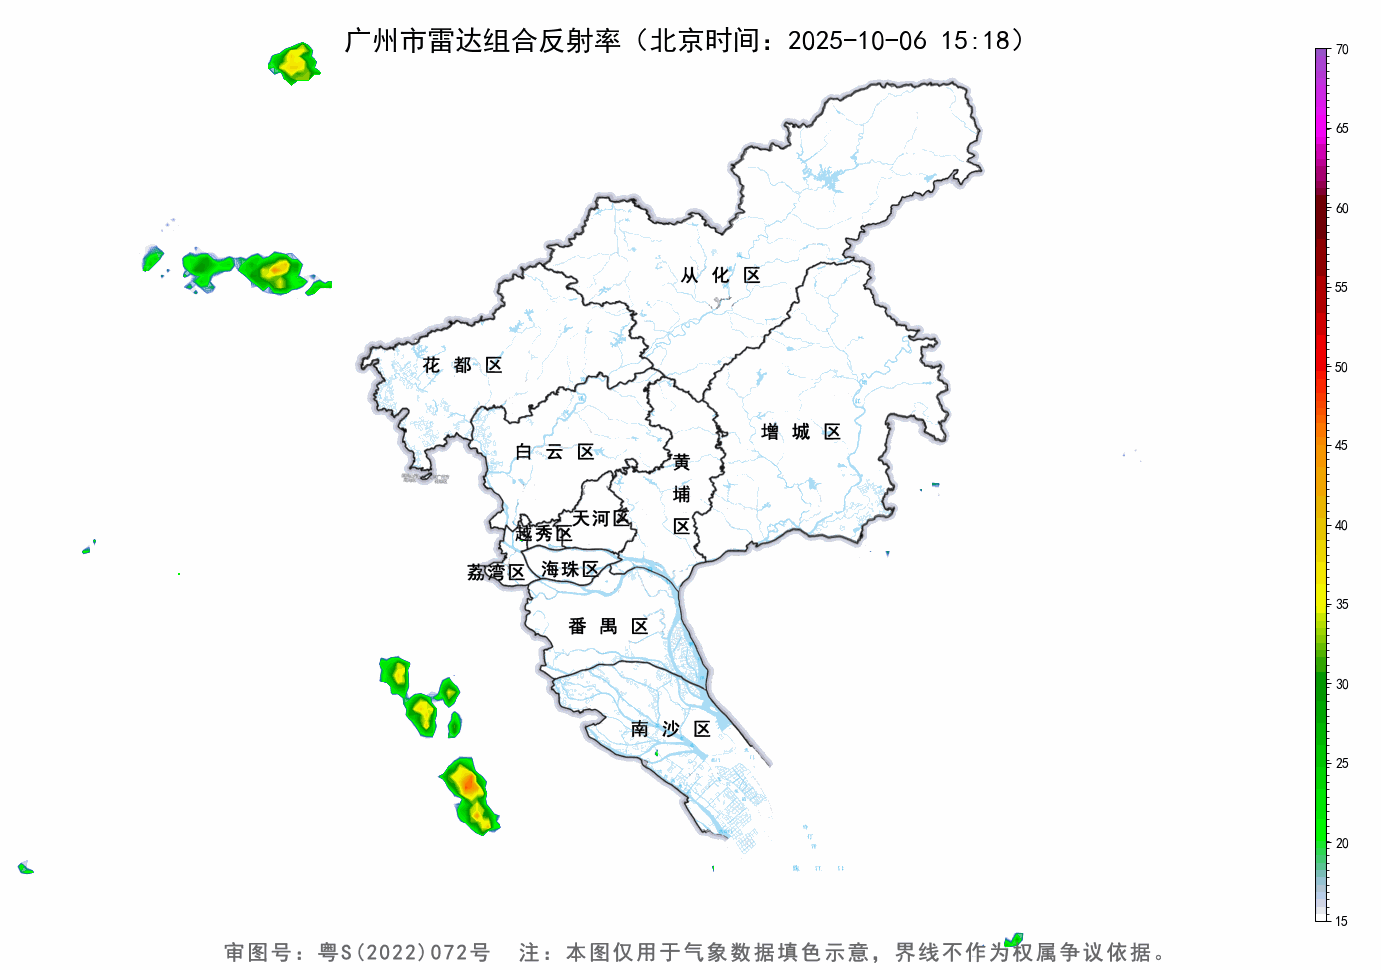 广州市雷达组合反射率（北京时间：2025-10-06 15:18）
70
65
60
55
50
45
40
35
30
25
20
15
从化区
花都区
增城区
白云区
黄埔区
天河区
越秀区
荔湾区
海珠区
番禺区
南沙区
审图号：粤S(2022)072号 注：本图仅用于气象数据填色示意，界线不作为权属争议依据。